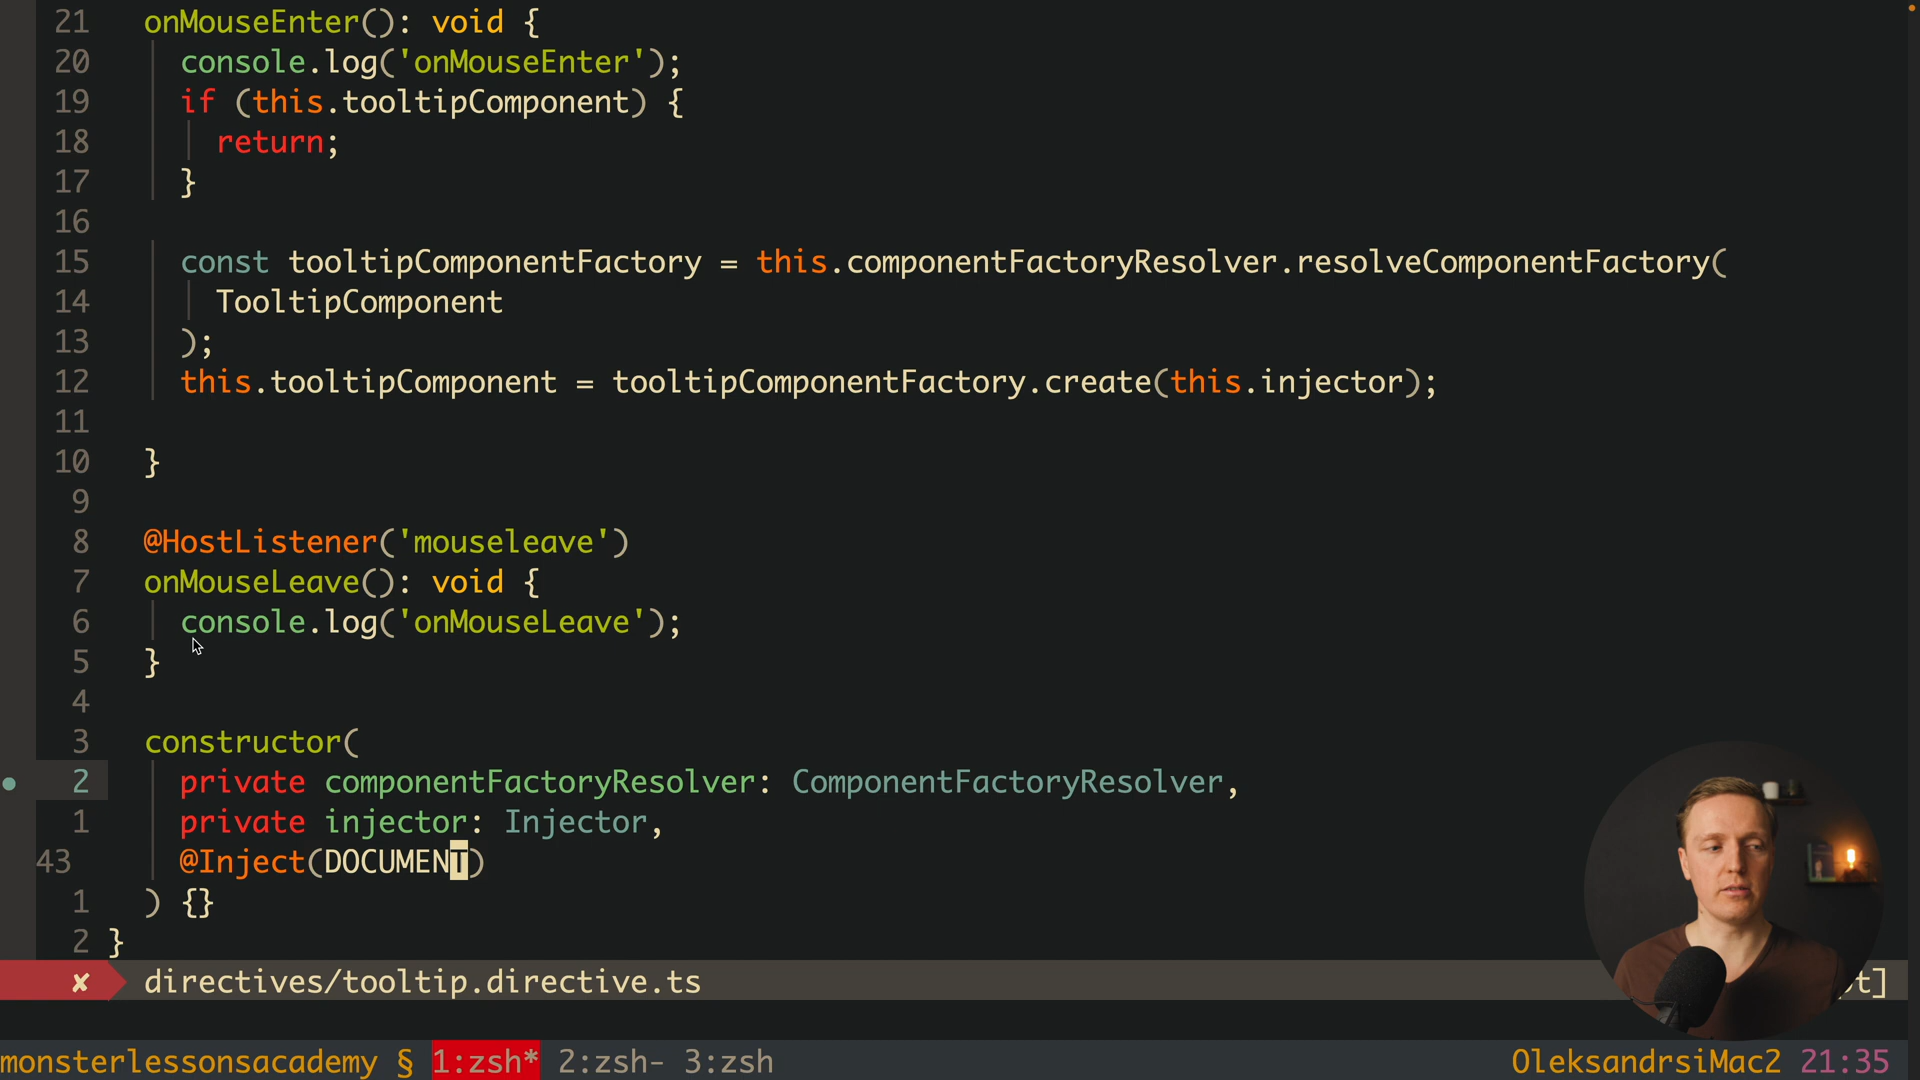 21 onMouseEnter(): void {
20 console.log('onMouseEnter');
19 if (this.tooltipComponent) {
18 return;
17 }
16
15 const tooltipComponentFactory = this.componentFactoryResolver.resolveComponentFactory(
14 TooltipComponent
13 );
12 this.tooltipComponent = tooltipComponentFactory.create(this.injector);
11
10 }
9
8 @HostListener('mouseleave')
7 onMouseLeave(): void {
6 console.log('onMouseLeave');
5 }
4
3 constructor(
2 private componentFactoryResolver: ComponentFactoryResolver,
1 private injector: Injector,
43 @Inject(DOCUMENT)
1 ) {}
2 }
✘ directives/tooltip.directive.ts
monsterlessonsacademy § 1:zsh* 2:zsh- 3:zsh OleksandrsiMac2 21:35